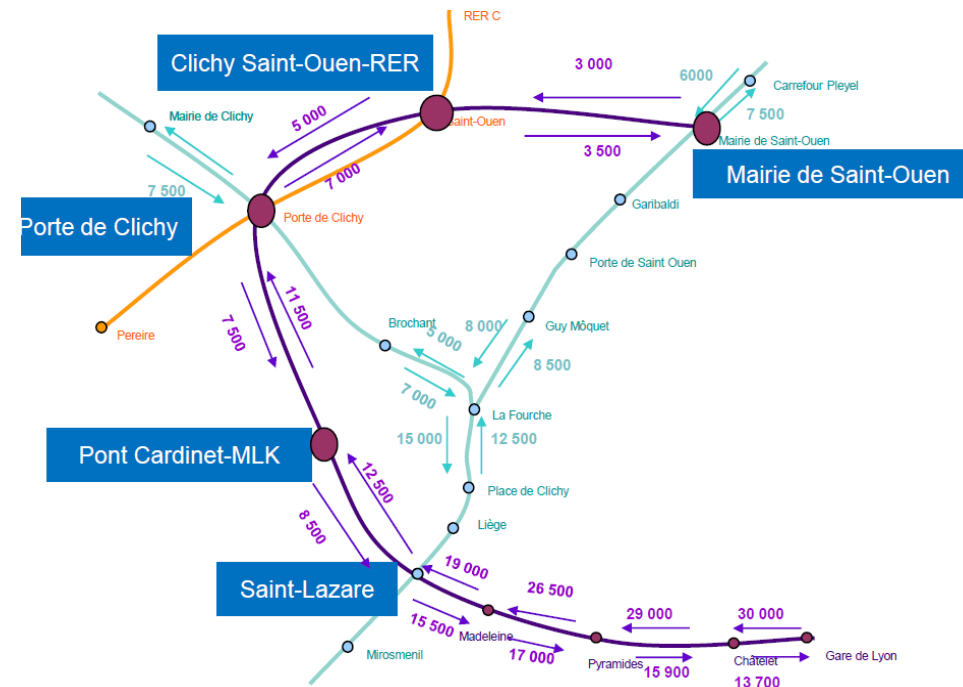 RER C
Clichy Saint-Ouen-RER
3 000
6000
Carrefour Pleyel
7 500
Mairie de Clichy
5 000
Saint-Ouen
Mairie de Saint-Ouen
3 500
Mairie de Saint-Ouen
7 500
7 000
Garibaldi
Porte de Clichy
Porte de Clichy
Porte de Saint Ouen
11 500
7 500
Pereire
Brochant
8 000
Guy Môquet
5 000
8 500
7 000
La Fourche
15 000
12 500
Pont Cardinet-MLK
12 500
Place de Clichy
8 500
Liège
Saint-Lazare
19 000
26 500
29 000
30 000
15 500
Madeleine
Mirosmenil
17 000
Pyramides
15 900
Châtelet
13 700
Gare de Lyon